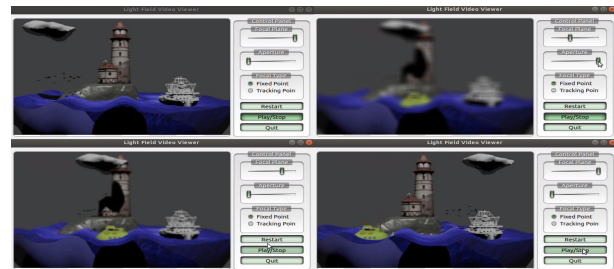 Light Field Video Viewer
Control Panel
Focal Plane
Aperture
Focal Type
Fixed Point
Tracking Poin
Restart
Play/Stop
Quit
Light Field Video Viewer
Control Panel
Focal Plane
Aperture
Focal Type
Fixed Point
Tracking Poin
Restart
Play/Stop
Quit
Light Field Video Viewer
Control Panel
Focal Plane
Aperture
Focal Type
Fixed Point
Tracking Poin
Restart
Play/Stop
Quit
Light Field Video Viewer
Control Panel
Focal Plane
Aperture
Focal Type
Fixed Point
Tracking Poin
Restart
Play/Stop
Quit